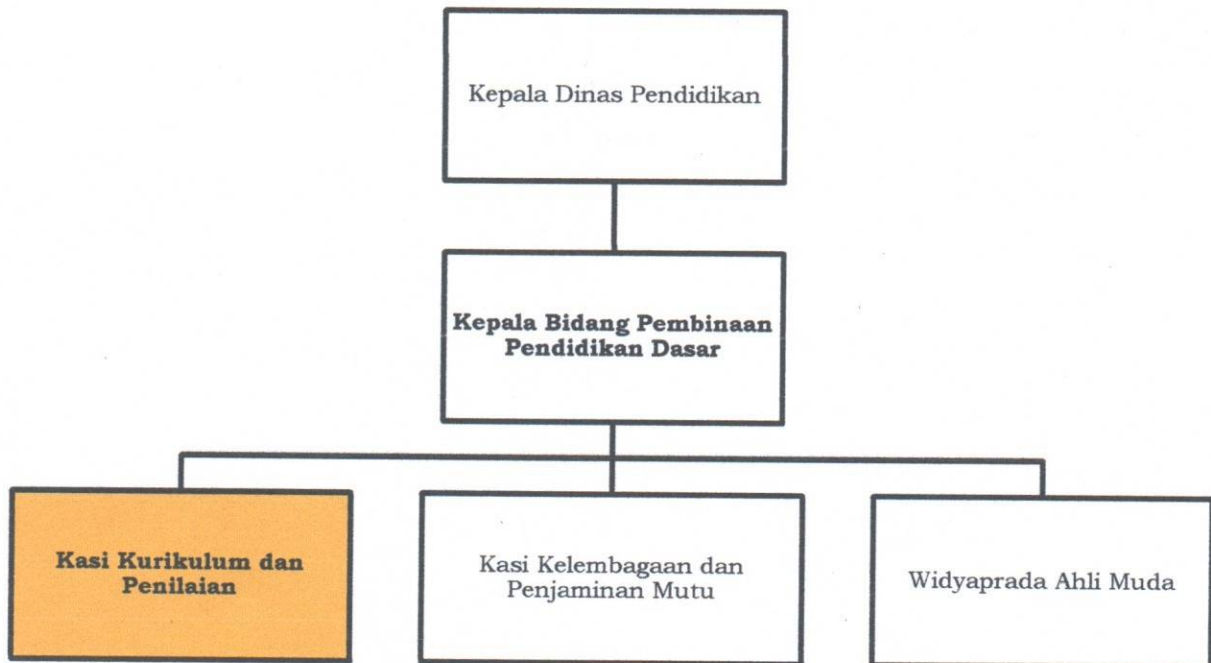 Kepala Dinas Pendidikan
Kepala Bidang Pembinaan
Pendidikan Dasar
Kasi Kurikulum dan
Penilaian
Kasi Kelembagaan dan
Penjaminan Mutu
Widyaprada Ahli Muda